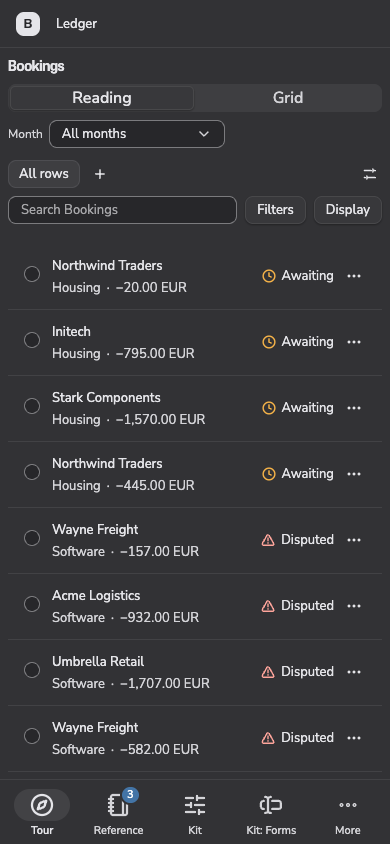 B Ledger
Bookings
Reading Grid
Month All months
All rows
Search Bookings Filters Display
Northwind Traders
Housing · −20.00 EUR Awaiting
Initech
Housing · −795.00 EUR Awaiting
Stark Components
Housing · −1,570.00 EUR Awaiting
Northwind Traders
Housing · −445.00 EUR Awaiting
Wayne Freight
Software · −157.00 EUR Disputed
Acme Logistics
Software · −932.00 EUR Disputed
Umbrella Retail
Software · −1,707.00 EUR Disputed
Wayne Freight
Software · −582.00 EUR Disputed
3
Tour Reference Kit Kit: Forms More